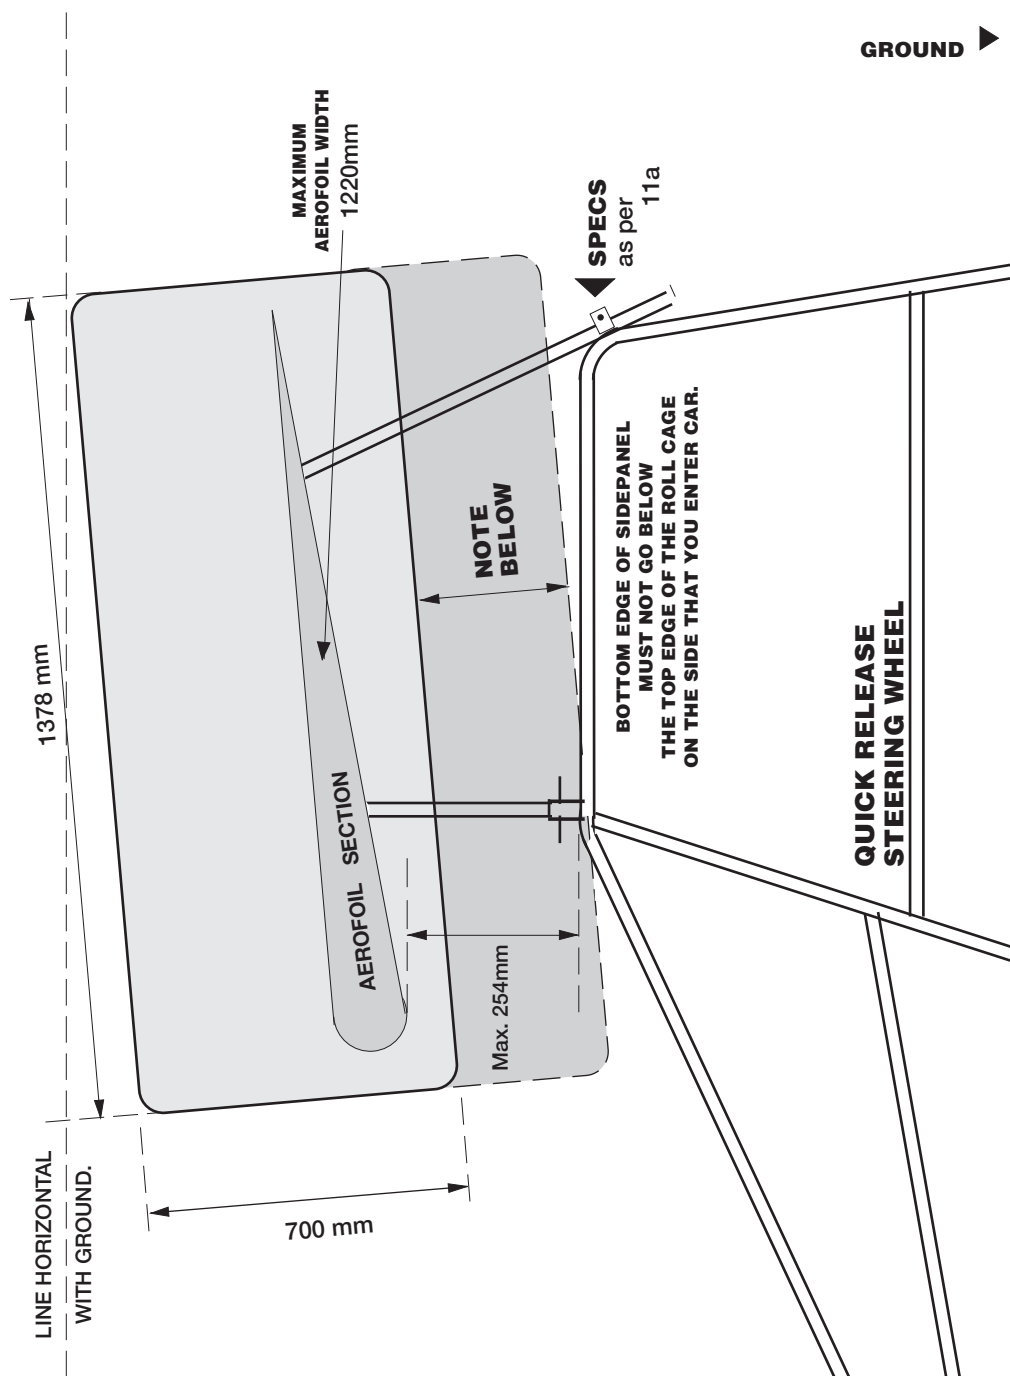 GROUND
MAXIMUM
AEROFOIL WIDTH
1220mm
SPECS
as per
11a
1378 mm
NOTE
BELOW
BOTTOM EDGE OF SIDEPANEL
MUST NOT GO BELOW
THE TOP EDGE OF THE ROLL CAGE
ON THE SIDE THAT YOU ENTER CAR.
QUICK RELEASE
STEERING WHEEL
AEROFOIL SECTION
Max. 254mm
LINE HORIZONTAL
WITH GROUND.
700 mm